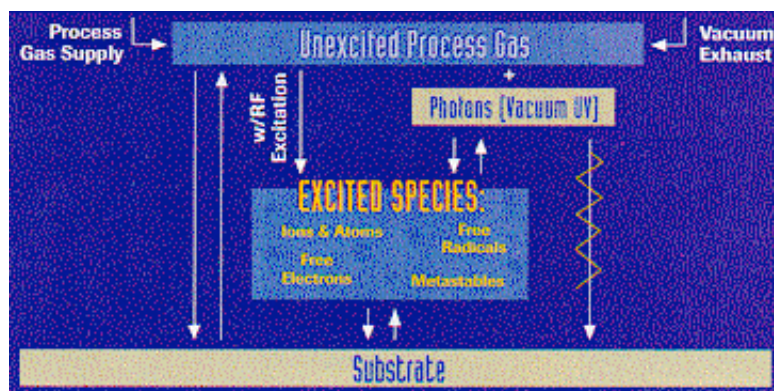 Process
Gas Supply
Unexcited Process Gas
Vacuum
Exhaust
+
Photons (Vacuum UV)
w/RF
Excitation
EXCITED SPECIES:
Ions & Atoms
Free
Radicals
Free
Electrons
Metastables
Substrate